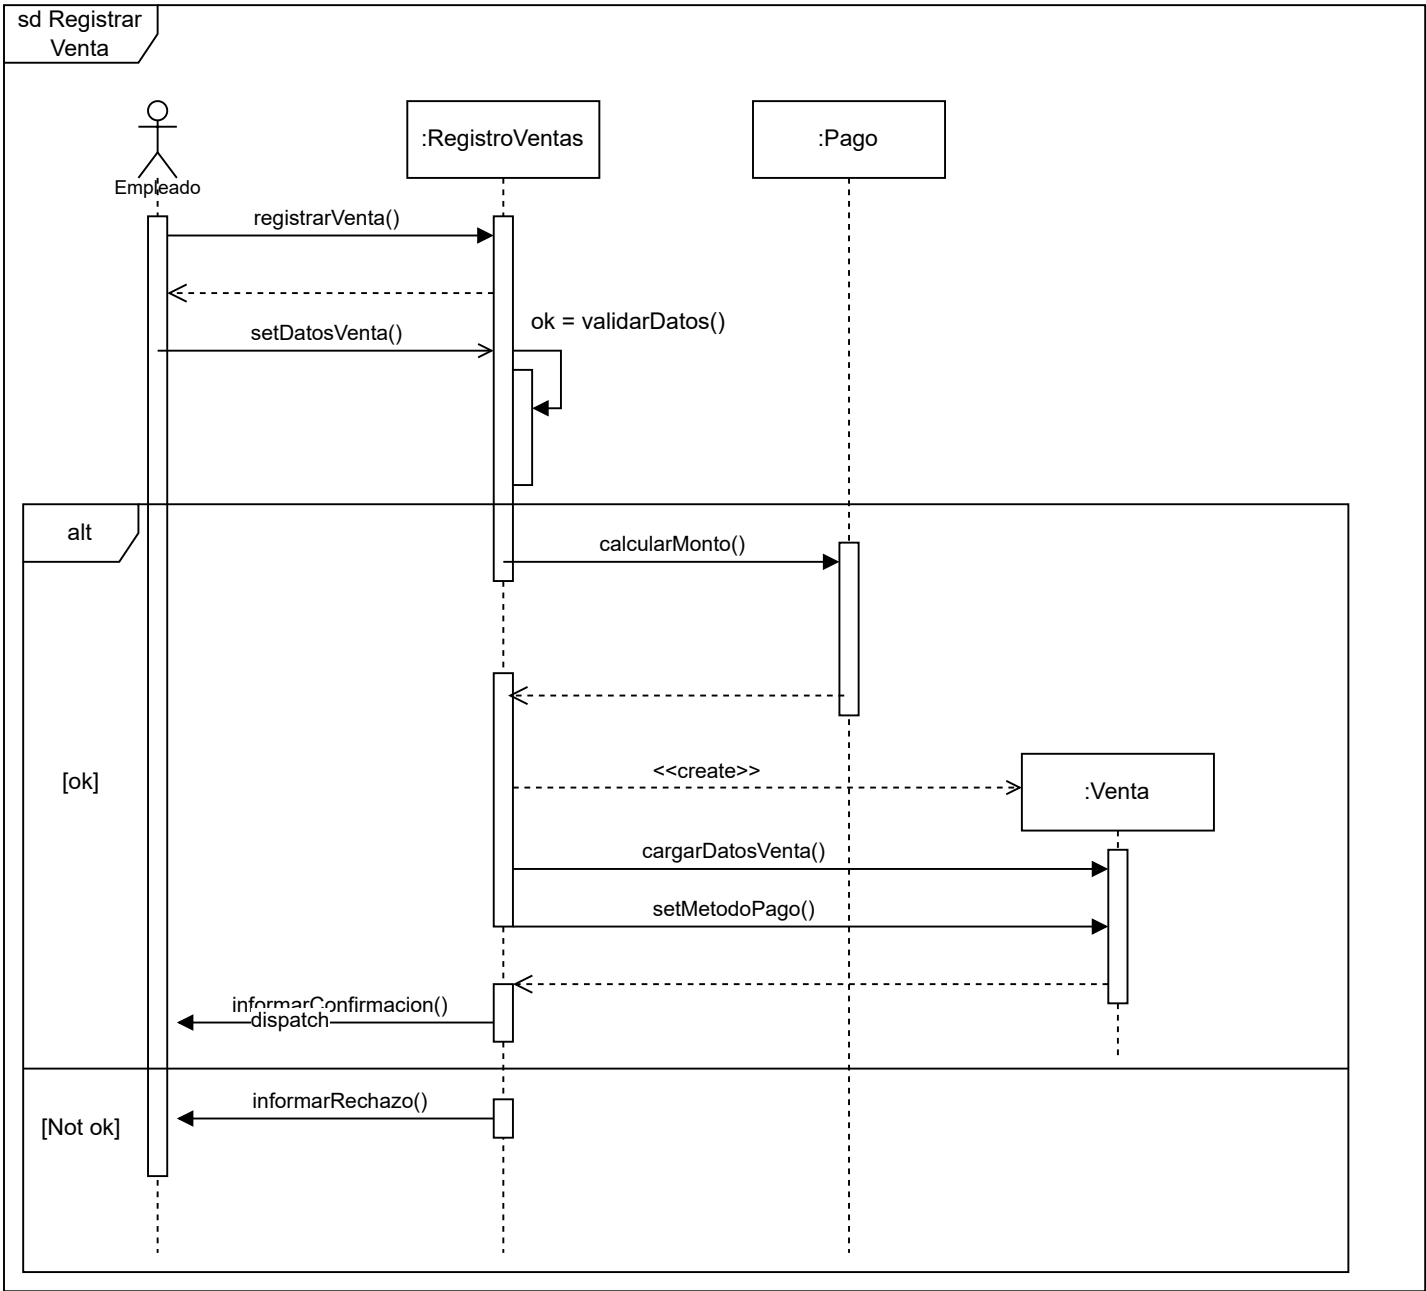 sd Registrar
Venta
:RegistroVentas
:Pago
Empleado
registrarVenta()
ok = validarDatos()
setDatosVenta()
alt
calcularMonto()
[ok]
<<create>>
:Venta
cargarDatosVenta()
setMetodoPago()
informarConfirmacion()
dispatch
informarRechazo()
[Not ok]